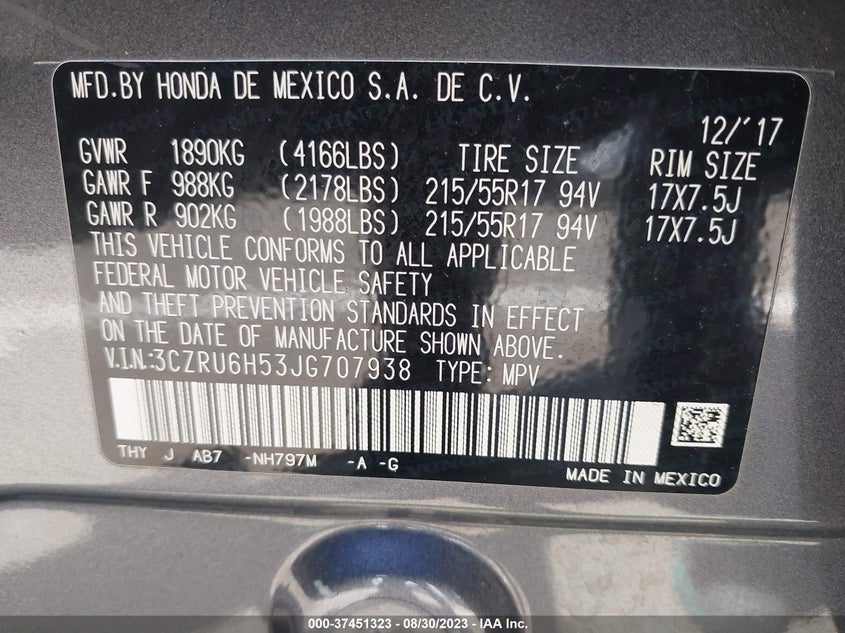 MFD.BY HONDA DE MEXICO S.A. DE C.V.
12/'17
GVWR 1890KG (4166LBS) TIRE SIZE RIM SIZE
GAWR F 988KG (2178LBS) 215/55R17 94V 17X7.5J
GAWR R 902KG (1988LBS) 215/55R17 94V 17X7.5J
THIS VEHICLE CONFORMS TO ALL APPLICABLE
FEDERAL MOTOR VEHICLE SAFETY
AND THEFT PREVENTION STANDARDS IN EFFECT
ON THE DATE OF MANUFACTURE SHOWN ABOVE.
V.I.N.:3CZRU6H53JG707938 TYPE: MPV
THY J AB7 -NH797M -A -G
MADE IN MEXICO
000-37451323 - 08/30/2023 - IAA Inc.